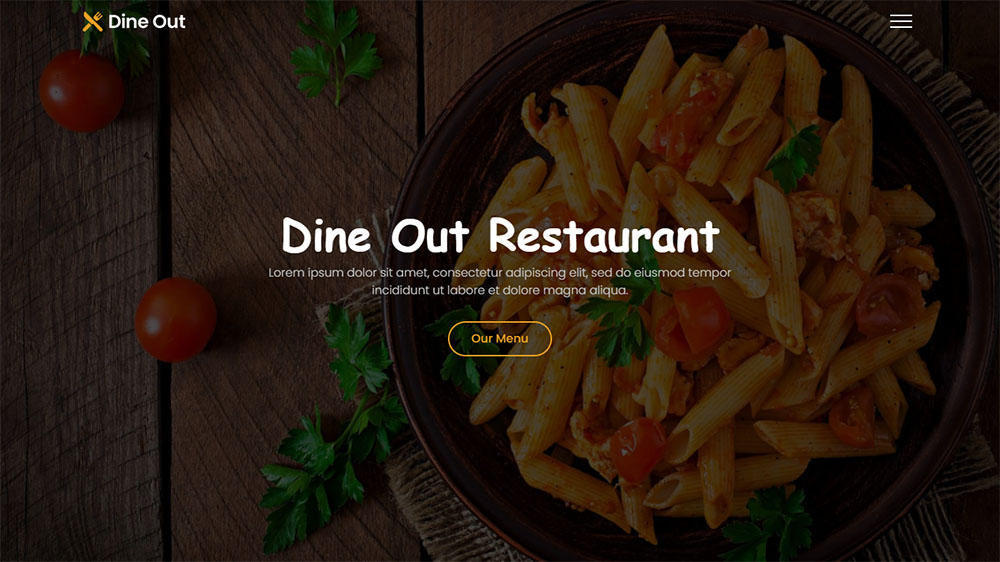 Dine Out
Dine Out Restaurant
Lorem ipsum dolor sit amet, consectetur adipiscing elit, sed do eiusmod tempor
incididunt ut labore et dolore magna aliqua.
Our Menu